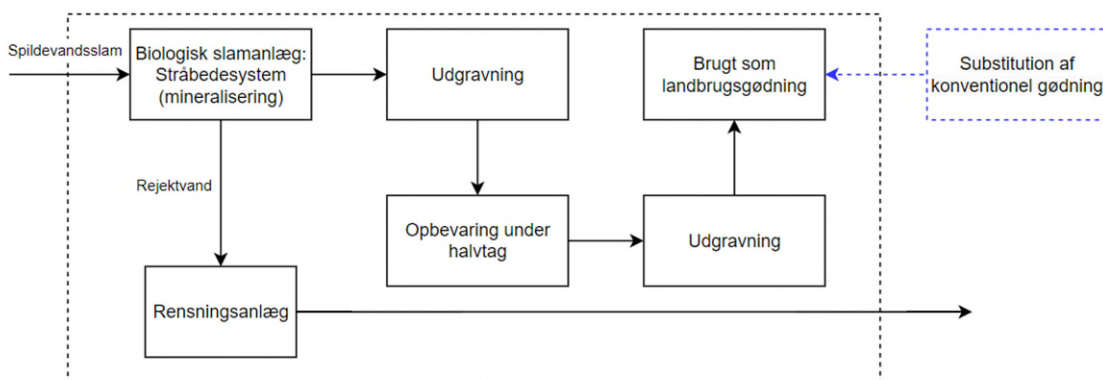 Spildevandsslam
Biologisk slamanlæg:
Stråbedesystem
(mineralisering)
Udgravning
Brugt som
landbrugsgødning
Substitution af
konventionel gødning
Rejektvand
Opbevaring under
halvtag
Udgravning
Rensningsanlæg